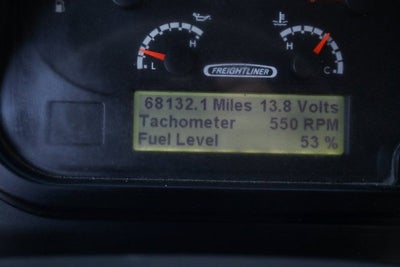 H
H
L
C
FREIGHTLINER
68132.1 Miles 13.8 Volts
Tachometer 550 RPM
Fuel Level 53 %